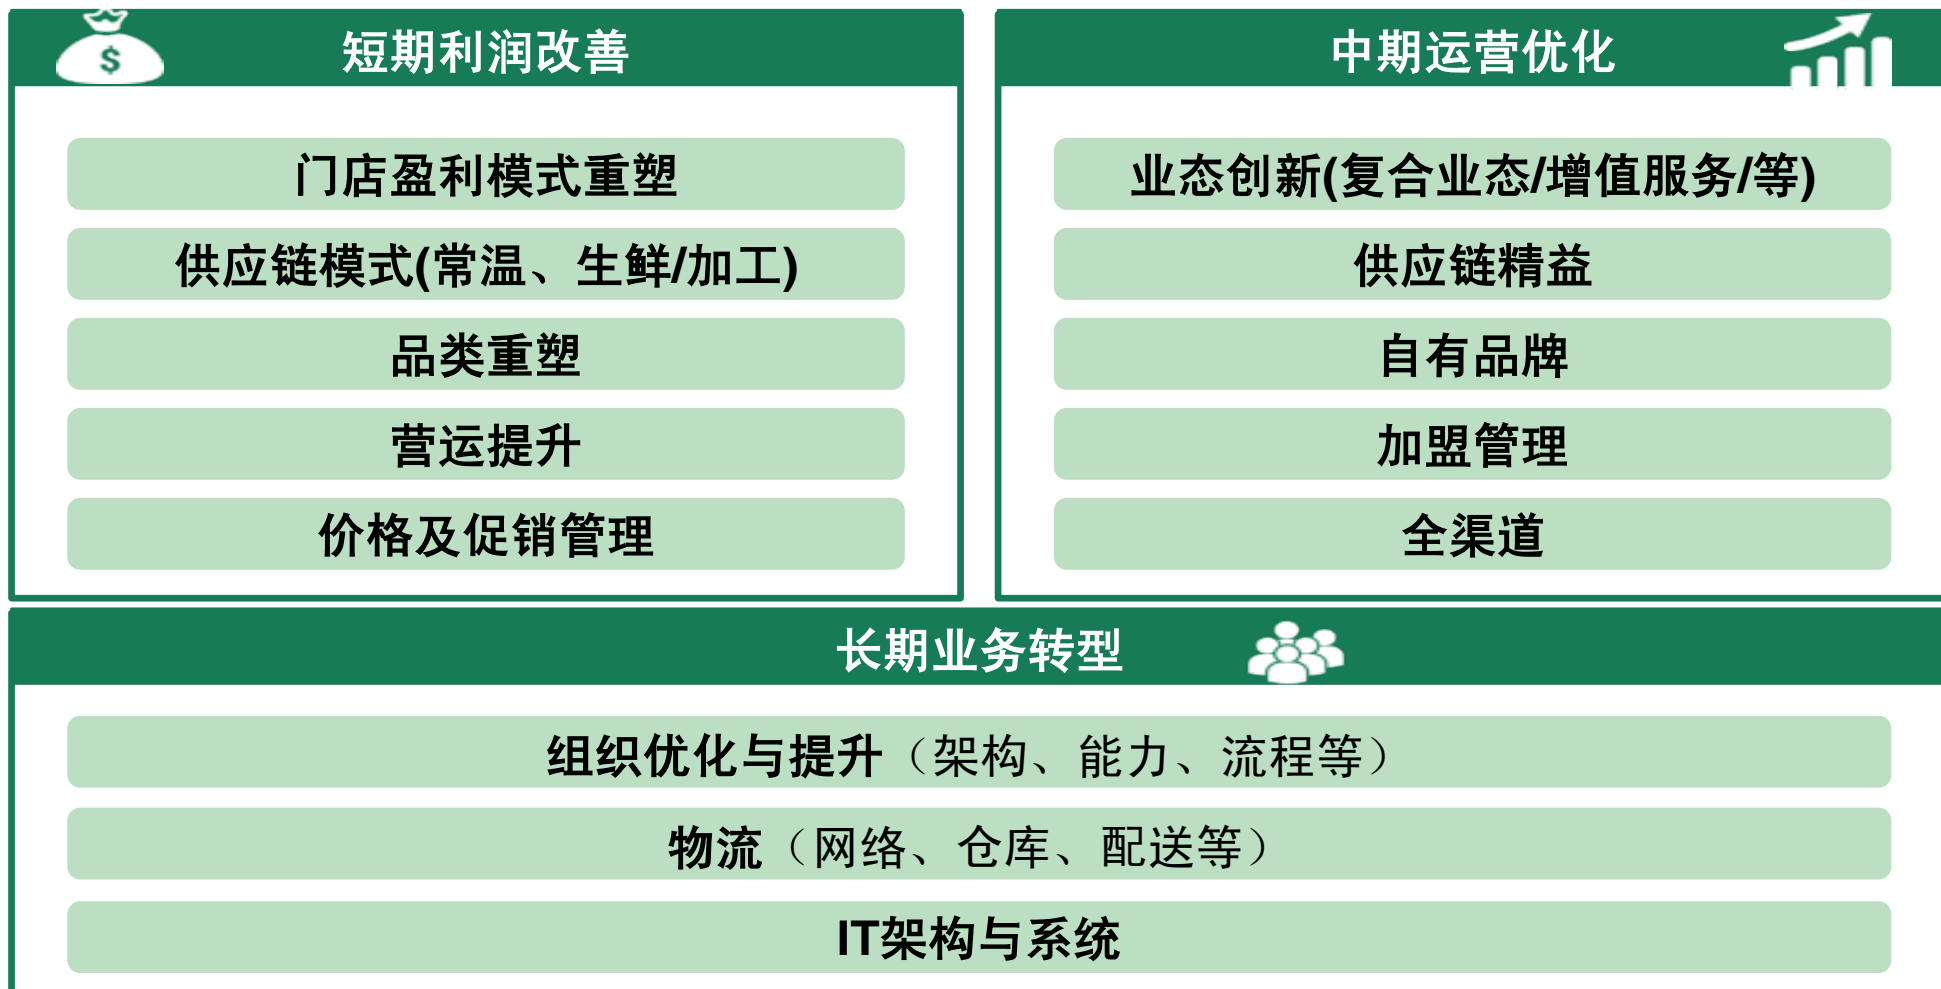 短期利润改善
门店盈利模式重塑
供应链模式(常温、生鲜/加工)
品类重塑
营运提升
价格及促销管理
中期运营优化
业态创新(复合业态/增值服务/等)
供应链精益
自有品牌
加盟管理
全渠道
长期业务转型
组织优化与提升（架构、能力、流程等）
物流（网络、仓库、配送等）
IT架构与系统